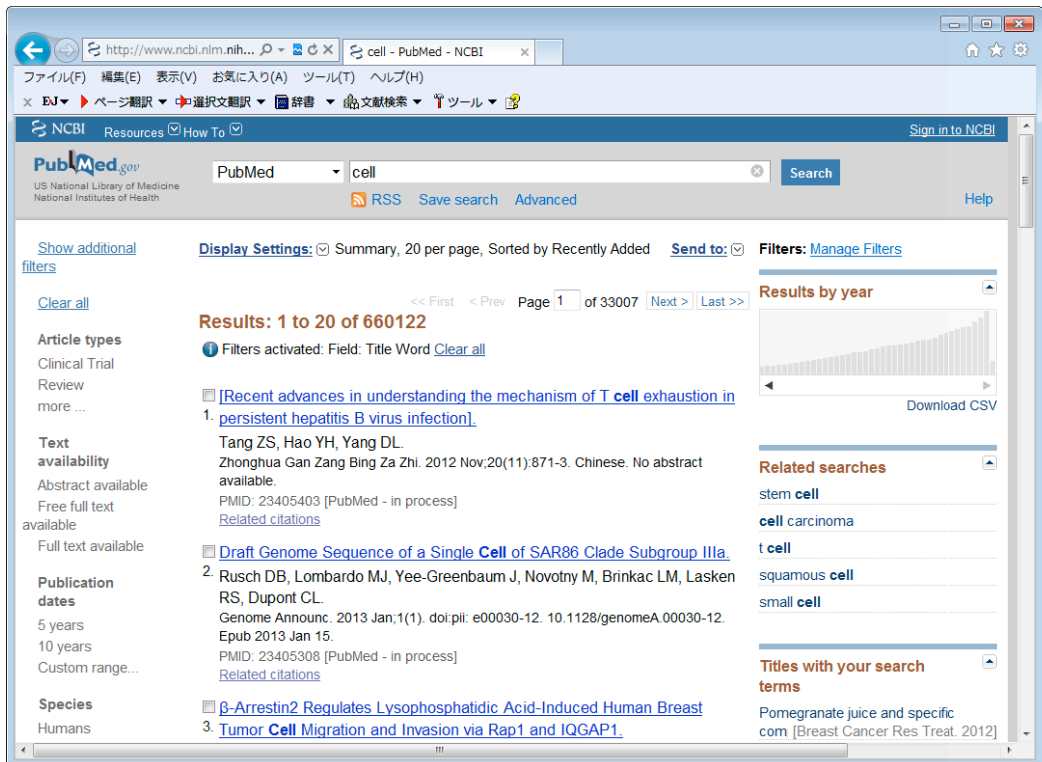 http://www.ncbi.nlm.nih...
cell - PubMed - NCBI
ファイル(F) 編集(E) 表示(V) お気に入り(A) ツール(T) ヘルプ(H)
x EJ ページ翻訳 選択文翻訳 辞書 文献検索 ツール
NCBI Resources How To Sign in to NCBI
PubMed.gov
US National Library of Medicine
National Institutes of Health
PubMed cell Search
RSS Save search Advanced Help
Show additional
filters
Clear all
Article types
Clinical Trial
Review
more ...
Text
availability
Abstract available
Free full text
available
Full text available
Publication
dates
5 years
10 years
Custom range...
Species
Humans
Display Settings: Summary, 20 per page, Sorted by Recently Added Send to:
<< First < Prev Page 1 of 33007 Next > Last >>
Results: 1 to 20 of 660122
Filters activated: Field: Title Word Clear all
[Recent advances in understanding the mechanism of T cell exhaustion in
1. persistent hepatitis B virus infection].
Tang ZS, Hao YH, Yang DL.
Zhonghua Gan Zang Bing Za Zhi. 2012 Nov;20(11):871-3. Chinese. No abstract
available.
PMID: 23405403 [PubMed - in process]
Related citations
Draft Genome Sequence of a Single Cell of SAR86 Clade Subgroup IIIa.
2. Rusch DB, Lombardo MJ, Yee-Greenbaum J, Novotny M, Brinkac LM, Lasken
RS, Dupont CL.
Genome Announc. 2013 Jan;1(1). doi:pii: e00030-12. 10.1128/genomeA.00030-12.
Epub 2013 Jan 15.
PMID: 23405308 [PubMed - in process]
Related citations
β-Arrestin2 Regulates Lysophosphatidic Acid-Induced Human Breast
3. Tumor Cell Migration and Invasion via Rap1 and IQGAP1.
Filters: Manage Filters
Results by year
Download CSV
Related searches
stem cell
cell carcinoma
t cell
squamous cell
small cell
Titles with your search
terms
Pomegranate juice and specific
com [Breast Cancer Res Treat. 2012]